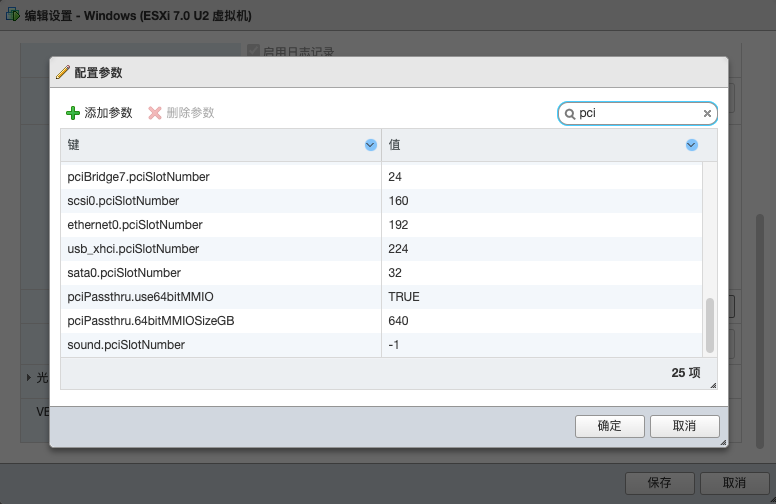 编辑设置 - Windows (ESXi 7.0 U2 虚拟机)
启用日志记录
配置参数
添加参数 删除参数 pci
键 值
pciBridge7.pciSlotNumber 24
scsi0.pciSlotNumber 160
ethernet0.pciSlotNumber 192
usb_xhci.pciSlotNumber 224
sata0.pciSlotNumber 32
pciPassthru.use64bitMMIO TRUE
pciPassthru.64bitMMIOSizeGB 640
sound.pciSlotNumber -1
25 项
光
确定 取消
保存 取消